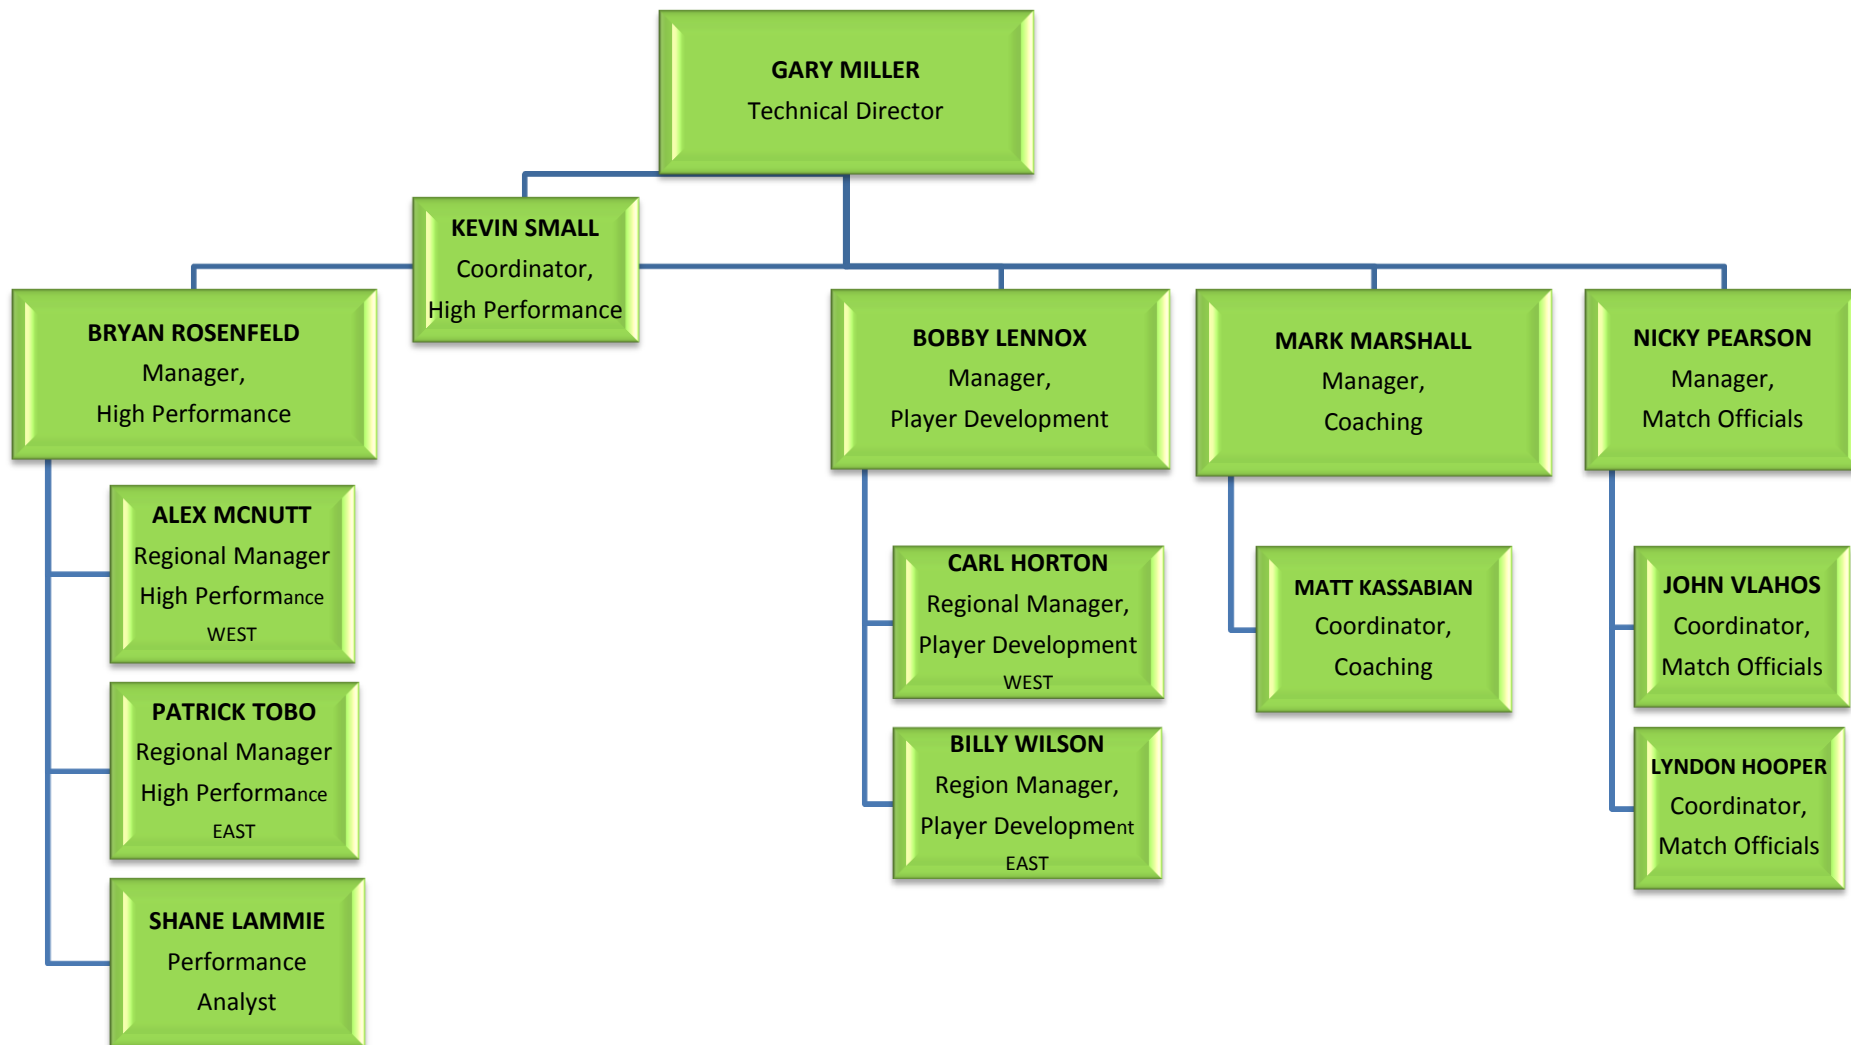 GARY MILLER
Technical Director
KEVIN SMALL
Coordinator,
High Performance
BRYAN ROSENFELD
Manager,
High Performance
BOBBY LENNOX
Manager,
Player Development
MARK MARSHALL
Manager,
Coaching
NICKY PEARSON
Manager,
Match Officials
ALEX MCNUTT
Regional Manager
High Performance
WEST
PATRICK TOBO
Regional Manager
High Performance
EAST
SHANE LAMMIE
Performance
Analyst
CARL HORTON
Regional Manager,
Player Development
WEST
BILLY WILSON
Region Manager,
Player Development
EAST
MATT KASSABIAN
Coordinator,
Coaching
JOHN VLAHOS
Coordinator,
Match Officials
LYNDON HOOPER
Coordinator,
Match Officials